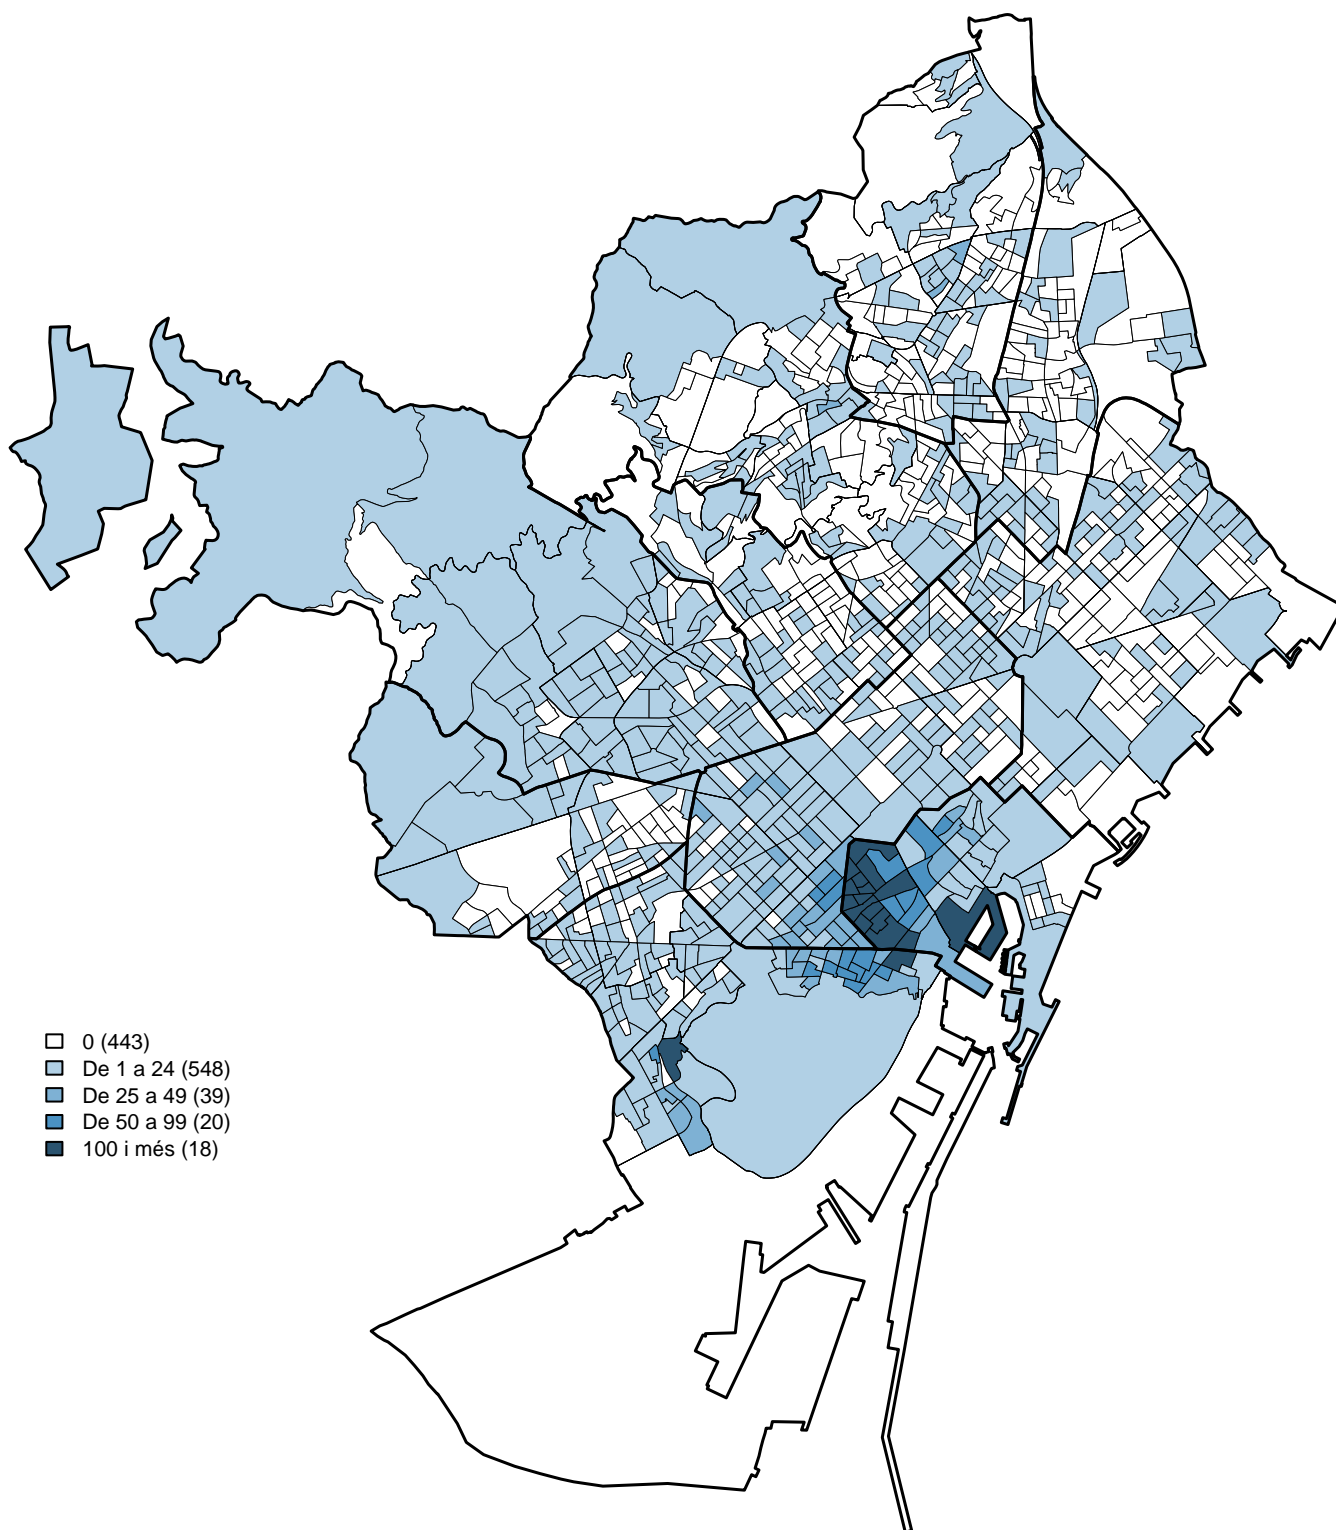 0 (443)
De 1 a 24 (548)
De 25 a 49 (39)
De 50 a 99 (20)
100 i més (18)